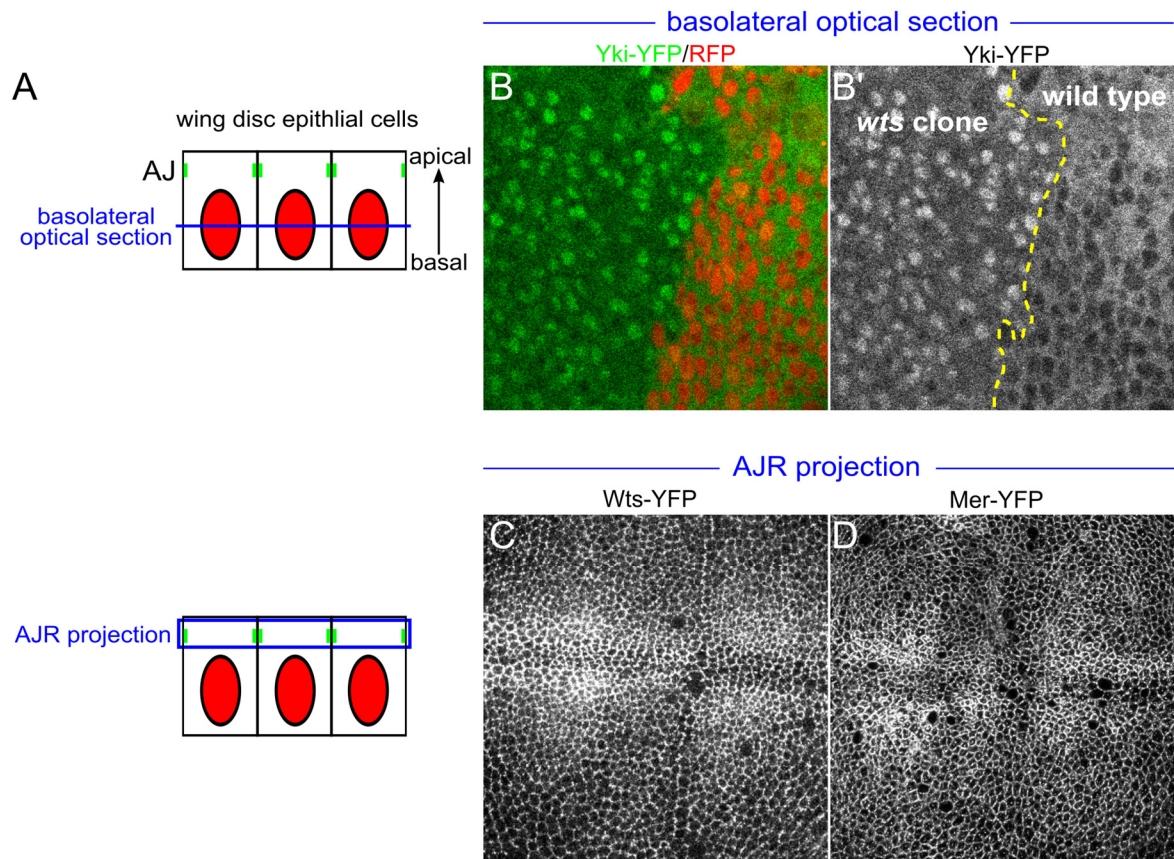 basolateral optical section
Yki-YFP/RFP
Yki-YFP
A
B
B'
wing disc epithlial cells
wild type
wts clone
AJ
apical
basolateral
optical section
basal
AJR projection
Wts-YFP
Mer-YFP
C
D
AJR projection